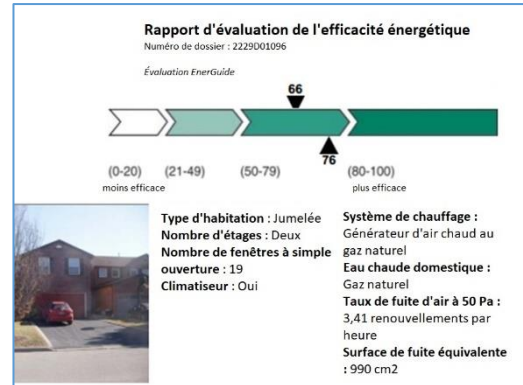 Rapport d'évaluation de l'efficacité énergétique
Numéro de dossier : 2229D01096
Évaluation EnerGuide
66
76
(0-20) (21-49) (50-79) (80-100)
moins efficace plus efficace
Type d'habitation : Jumelée
Nombre d'étages : Deux
Nombre de fenêtres à simple
ouverture : 19
Climatiseur : Oui
Système de chauffage :
Générateur d'air chaud au
gaz naturel
Eau chaude domestique :
Gaz naturel
Taux de fuite d'air à 50 Pa :
3,41 renouvellements par
heure
Surface de fuite équivalente
: 990 cm2